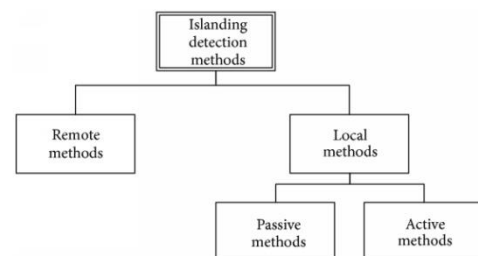 Islanding
detection
methods
Remote
methods
Local
methods
Passive
methods
Active
methods